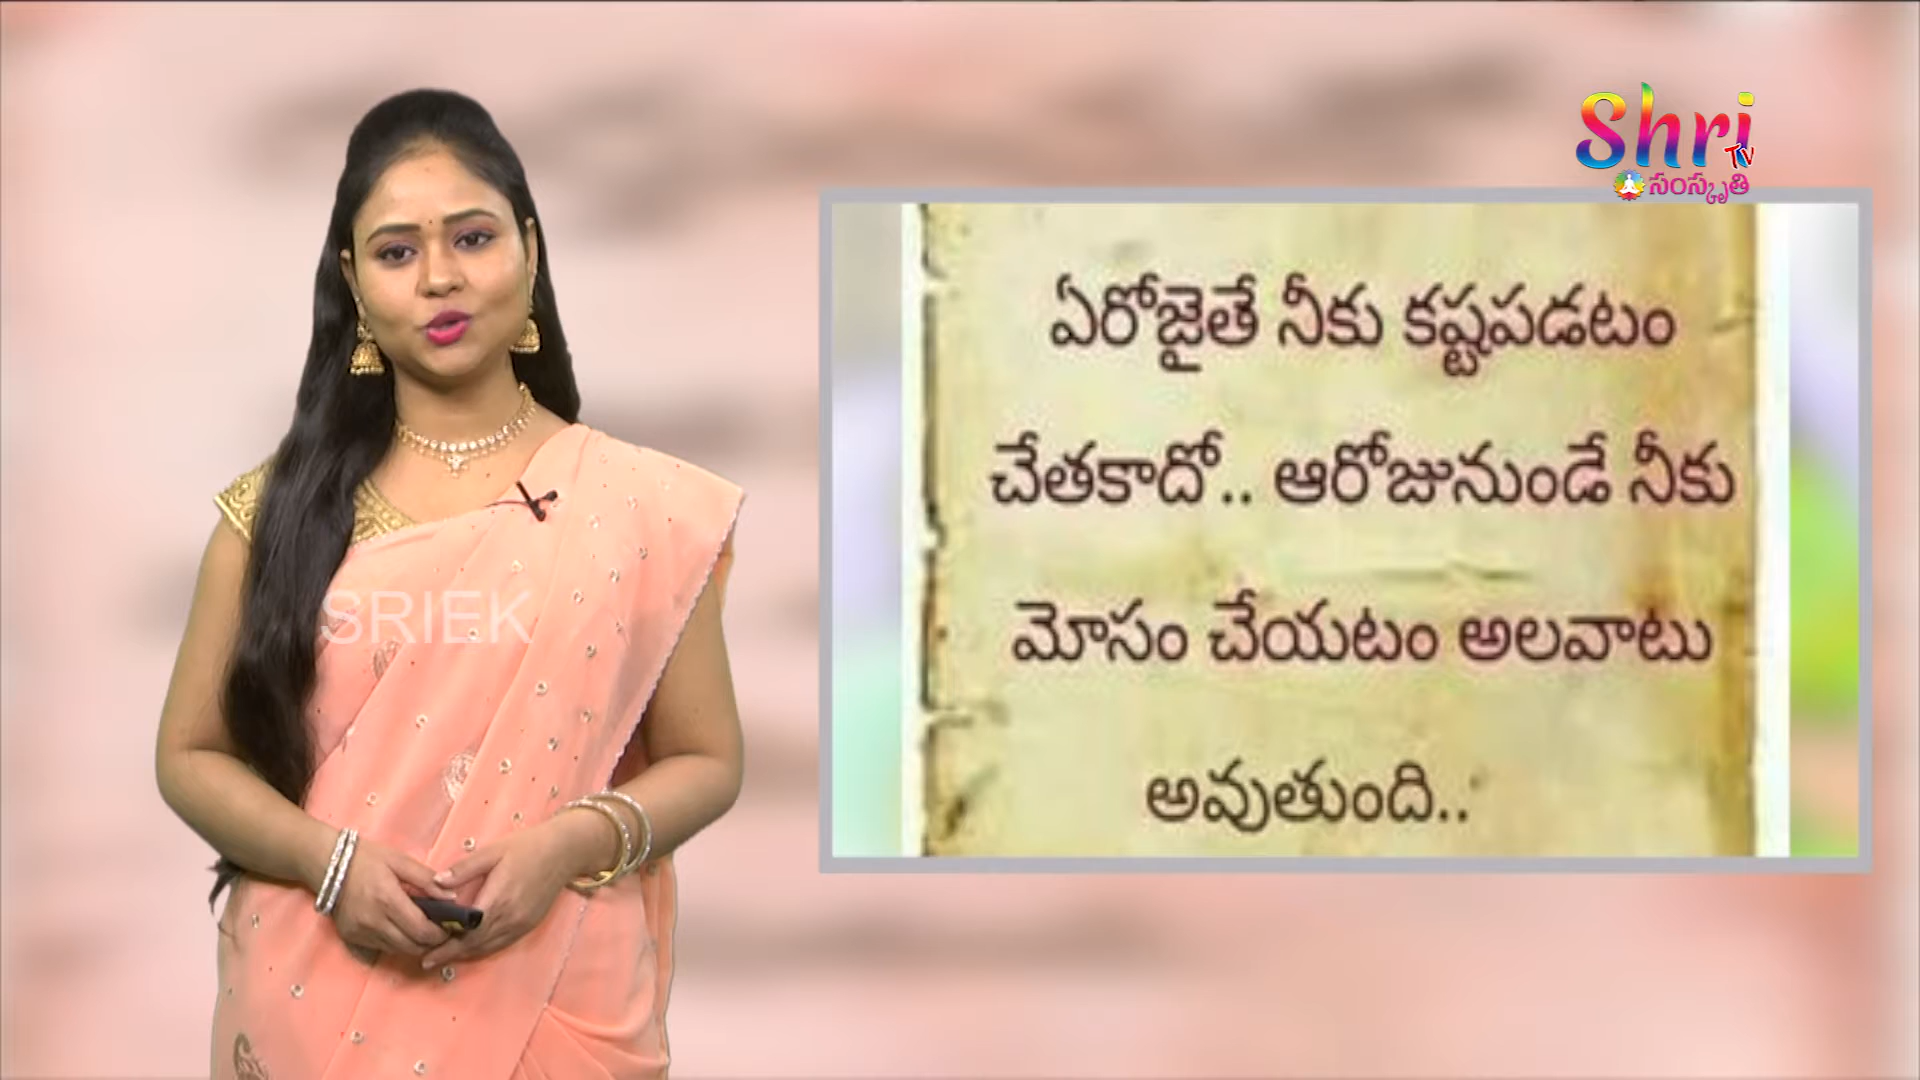 Shri
TV
సంస్కృతి
ఏరోజైతే నీకు కష్టపడటం
చేతకాదో.. ఆరోజునుండే నీకు
మోసం చేయటం అలవాటు
అవుతుంది..
SRIEK